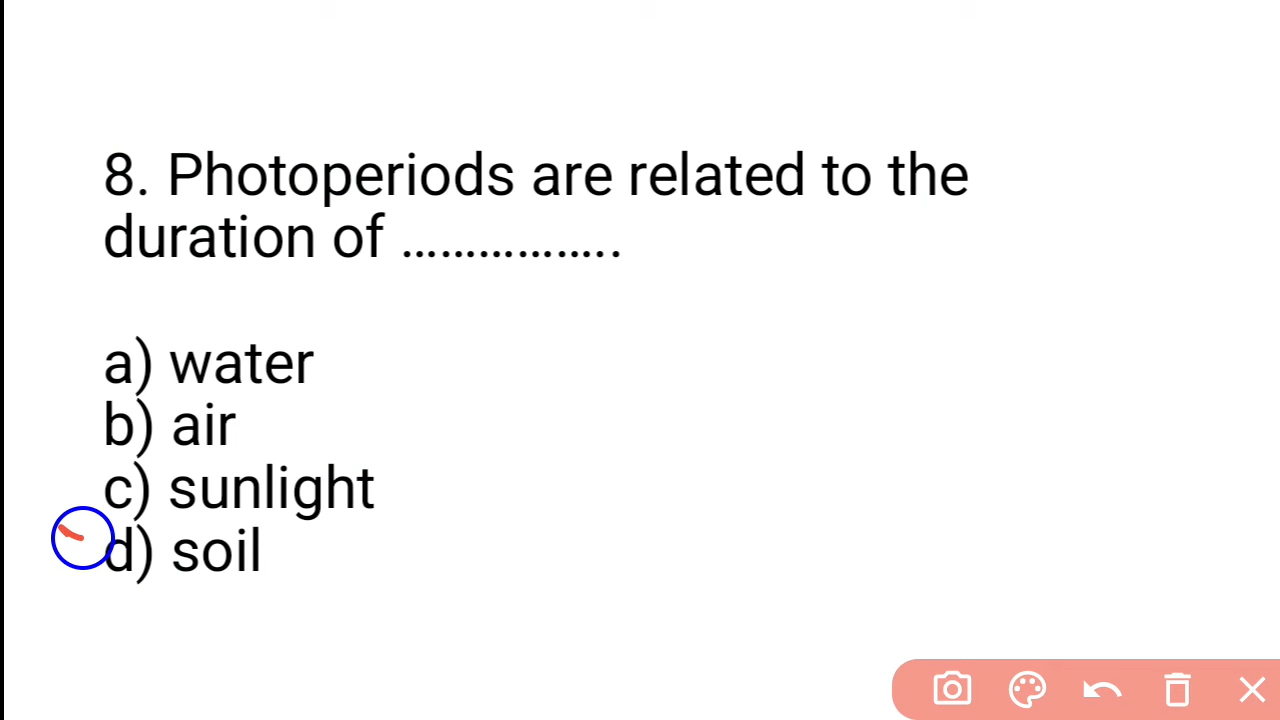 8. Photoperiods are related to the
duration of .................
a) water
b) air
c) sunlight
d) soil